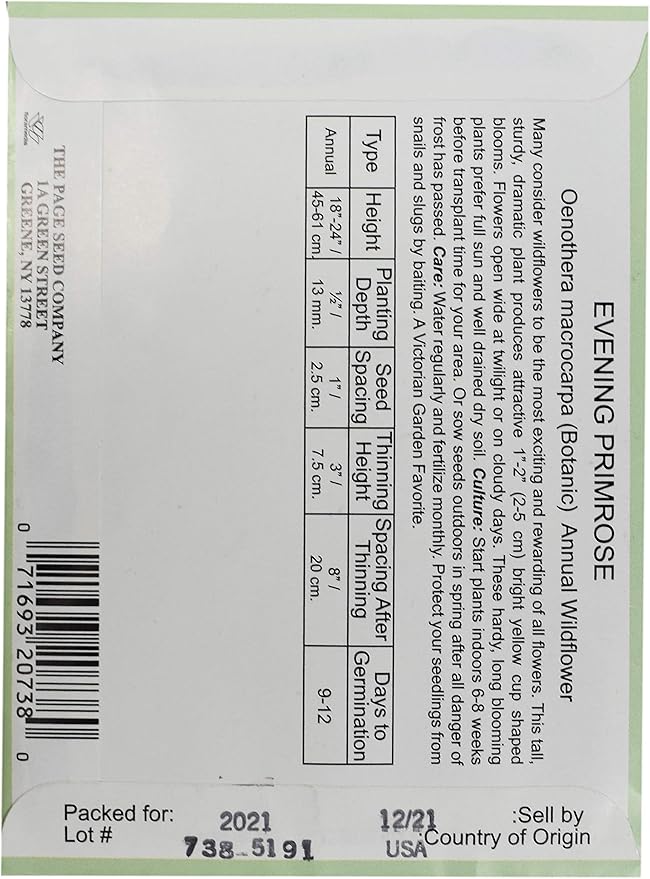 EVENING PRIMROSE
Oenothera macrocarpa (Botanic) Annual Wildflower
Many consider wildflowers to be the most exciting and rewarding of all flowers. This tall,
sturdy, dramatic plant produces attractive 1"-2" (2-5 cm) bright yellow cup shaped
blooms. Flowers open wide at twilight or on cloudy days. These hardy, long blooming
plants prefer full sun and well drained dry soil. Culture: Start plants indoors 6-8 weeks
before transplant time for your area. Or sow seeds outdoors in spring after all danger of
frost has passed. Care: Water regularly and fertilize monthly. Protect your seedlings from
snails and slugs by baiting. A Victorian Garden Favorite.
Type Height Planting Depth Seed Spacing Thinning Height Spacing After Thinning Days to Germination
Annual 18"-24" / 45-61 cm. ½" / 13 mm. 1" / 2.5 cm. 3" / 7.5 cm. 8" / 20 cm. 9-12
THE PAGE SEED COMPANY
1A GREEN STREET
GREENE, NY 13778
0 71693 20738 0
Packed for: 2021 12/21 :Sell by
Lot # 738-5191 USA :Country of Origin